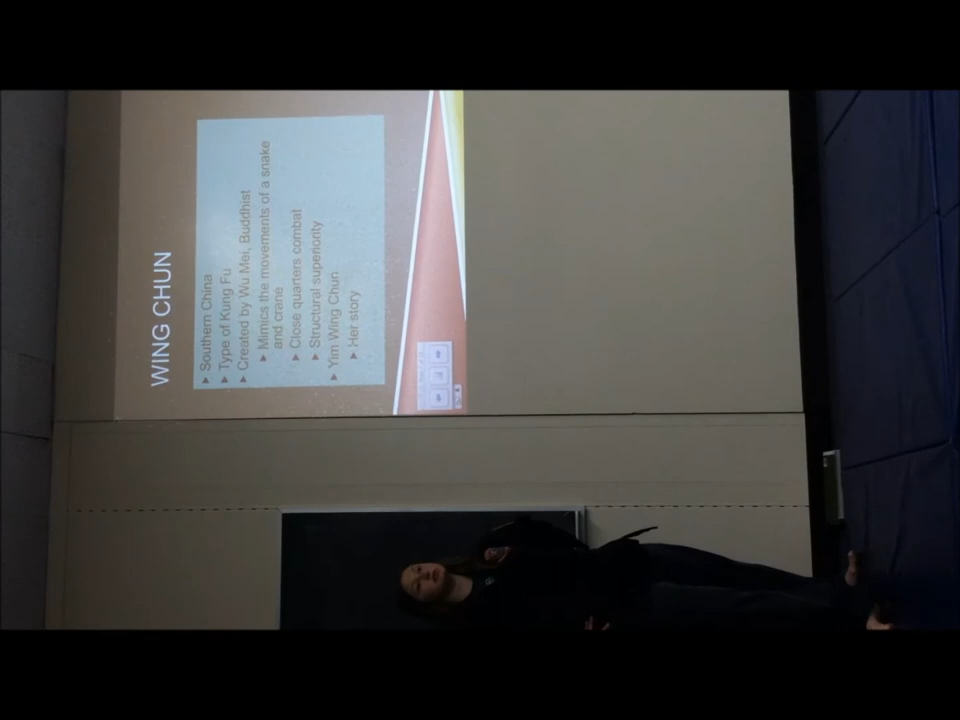 WING CHUN
Southern China
Type of Kung Fu
Created by Wu Mei, Buddhist
Mimics the movements of a snake
and crane
Close quarters combat
Structural superiority
Yim Wing Chun
Her story